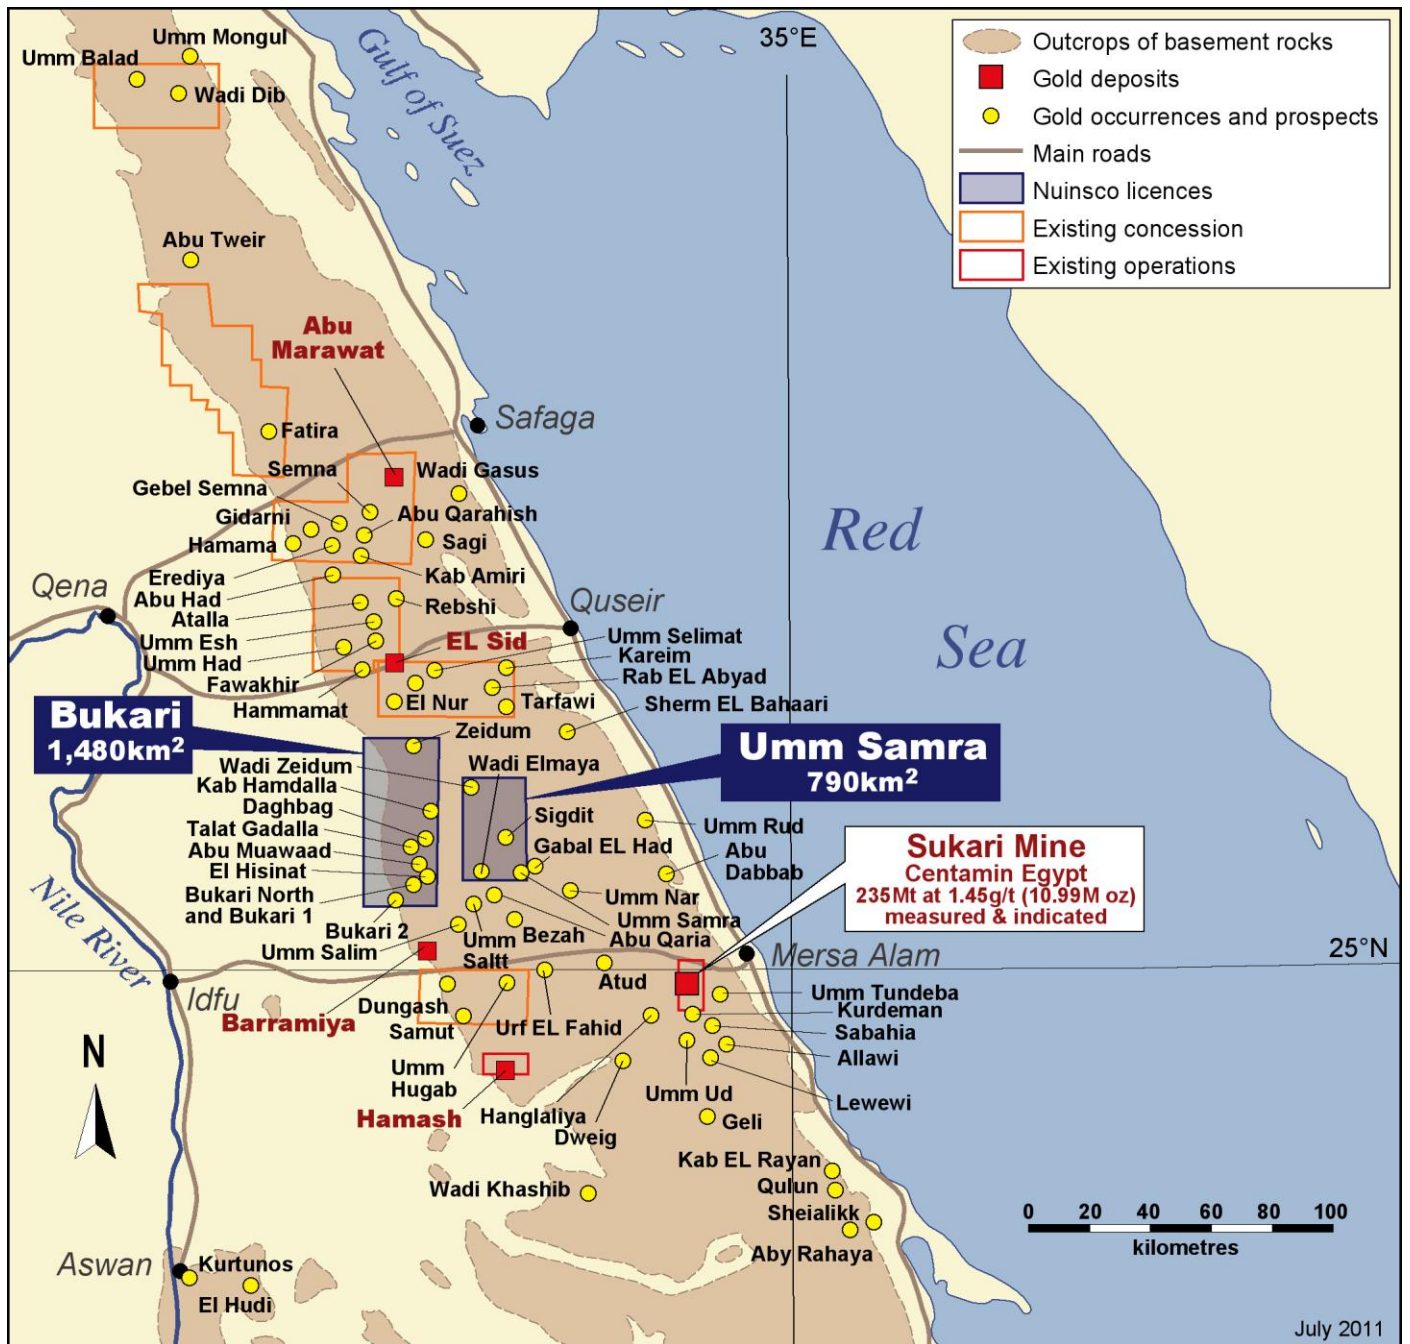 Umm Mongul
Umm Balad
Wadi Dib
Gulf of Suez
35°E
Outcrops of basement rocks
Gold deposits
Gold occurrences and prospects
Main roads
Nuinsco licences
Existing concession
Existing operations
Abu Tweir
Abu
Marawat
Safaga
Fatira
Semna
Wadi Gasus
Gebel Semna
Gidarni
Abu Qarahish
Hamama
Sagi
Erediya
Kab Amiri
Abu Had
Qena
Atalla
Rebshi
Quseir
Umm Esh
EL Sid
Umm Selimat
Umm Had
Kareim
Fawakhir
Rab EL Abyad
Hammamat
El Nur
Tarfawi
Sherm EL Bahaari
Red
Sea
Bukari
1,480km²
Zeidum
Umm Samra
790km²
Wadi Zeidum
Wadi Elmaya
Kab Hamdalla
Daghbag
Sigdit
Talat Gadalla
Umm Rud
Abu Muawaad
Gabal EL Had
Abu
Dabbab
El Hisinat
Bukari North
and Bukari 1
Umm Nar
Umm Samra
Bukari 2
Bezah
Abu Qaria
Umm Salim
Umm
Saltt
Sukari Mine
Centamin Egypt
235Mt at 1.45g/t (10.99M oz)
measured & indicated
Nile River
Mersa Alam
25°N
Idfu
Atud
Barramiya
Dungash
Samut
Urf EL Fahid
Umm Tundeba
Kurdeman
Sabahia
Allawi
N
Umm
Hugab
Umm Ud
Lewewi
Hamash
Hanglaliya
Dweig
Geli
Kab EL Rayan
Wadi Khashib
Qulun
Sheialikk
Aby Rahaya
0 20 40 60 80 100
kilometres
Aswan
Kurtunos
El Hudi
July 2011